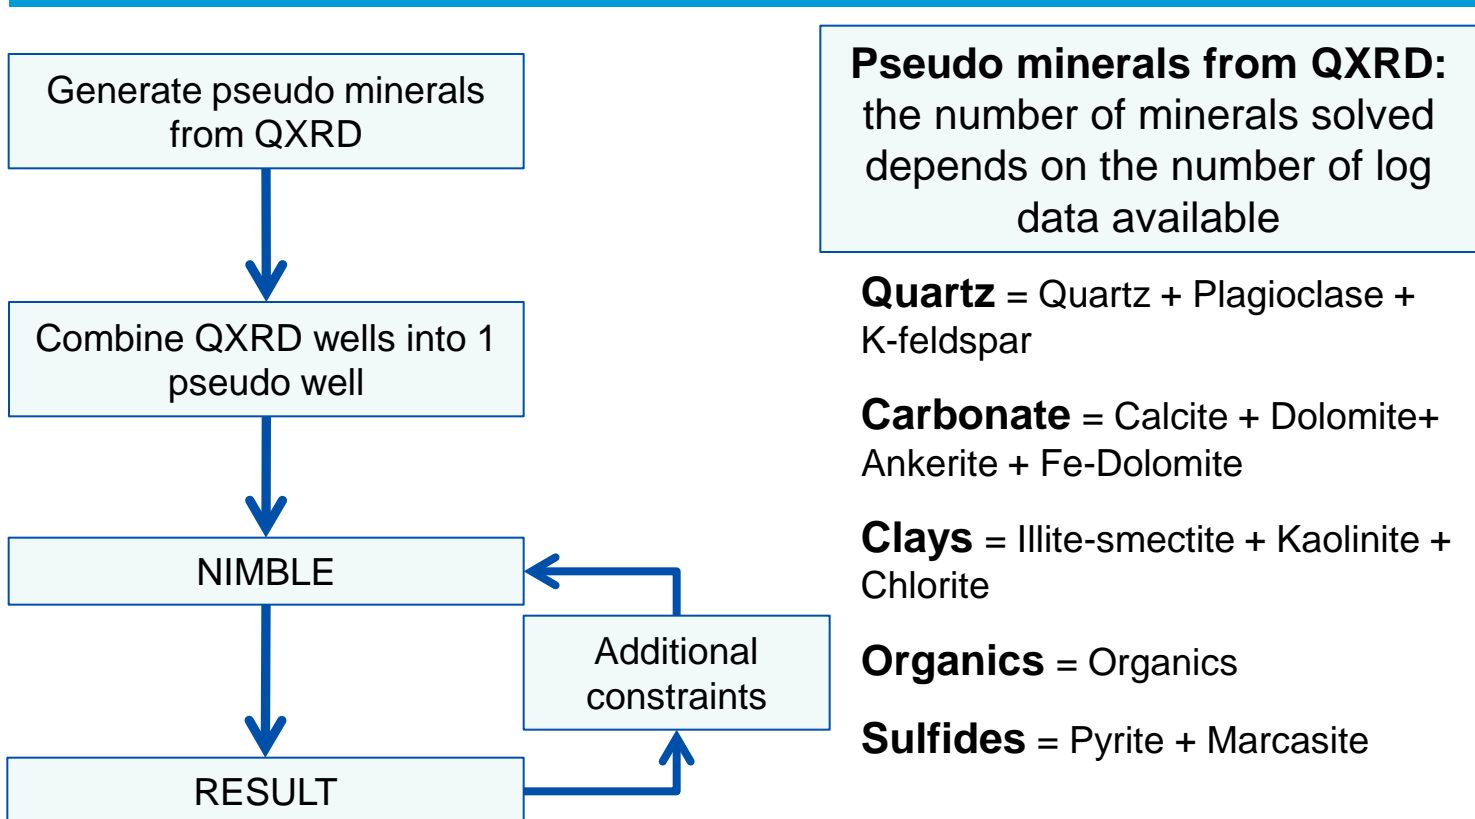 Generate pseudo minerals
from QXRD
Combine QXRD wells into 1
pseudo well
NIMBLE
Additional
constraints
RESULT
Pseudo minerals from QXRD:
the number of minerals solved
depends on the number of log
data available
Quartz = Quartz + Plagioclase +
K-feldspar
Carbonate = Calcite + Dolomite+
Ankerite + Fe-Dolomite
Clays = Illite-smectite + Kaolinite +
Chlorite
Organics = Organics
Sulfides = Pyrite + Marcasite